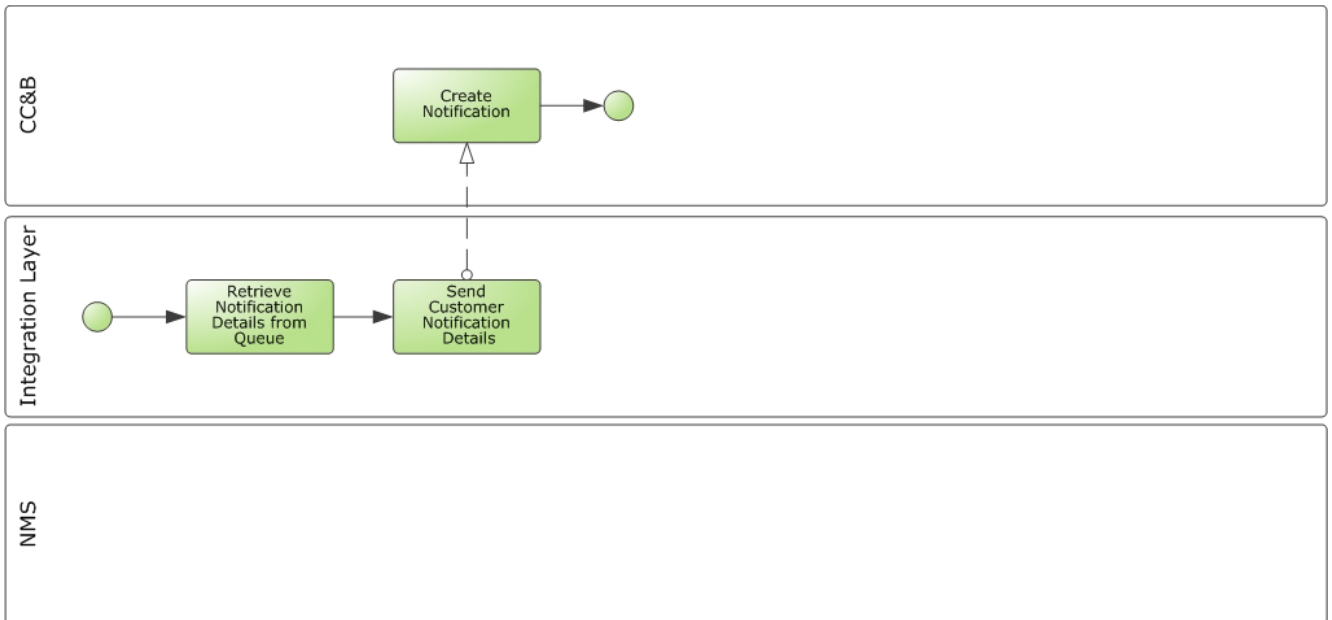 CC&B
Create
Notification
Integration Layer
Retrieve
Notification
Details from
Queue
Send
Customer
Notification
Details
NMS